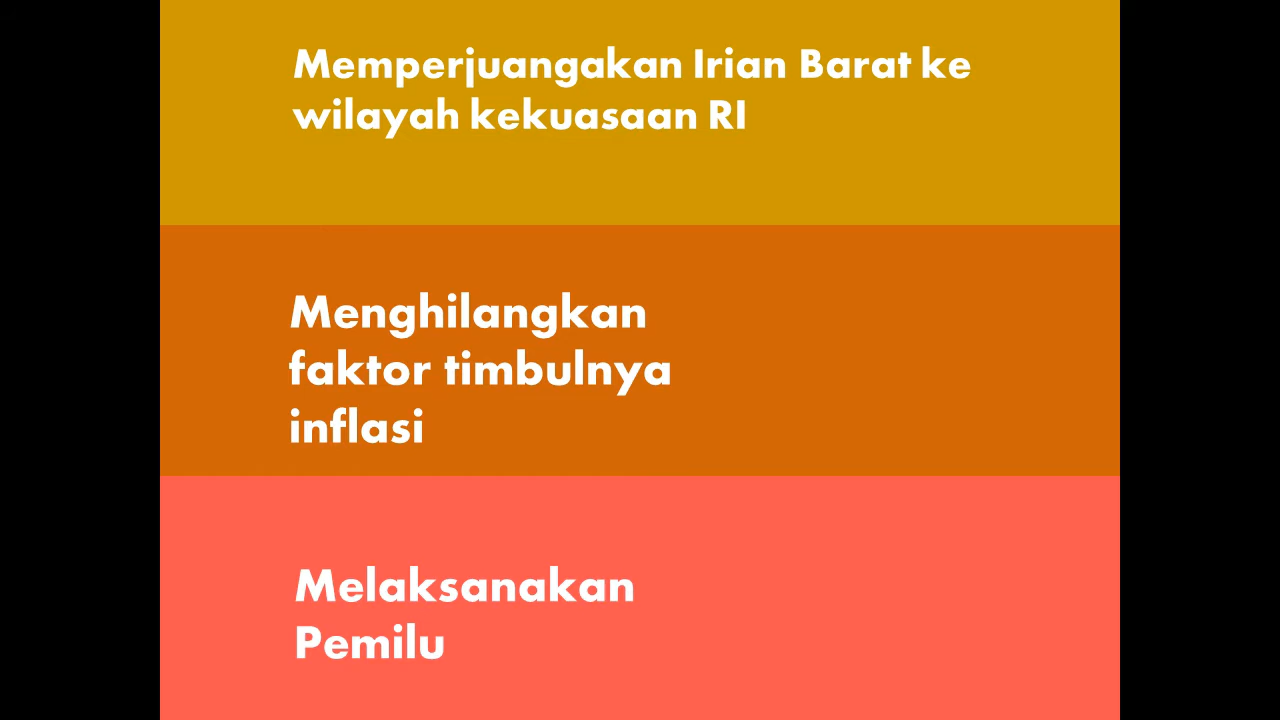 Memperjuangakan Irian Barat ke
wilayah kekuasaan RI
Menghilangkan
faktor timbulnya
inflasi
Melaksanakan
Pemilu